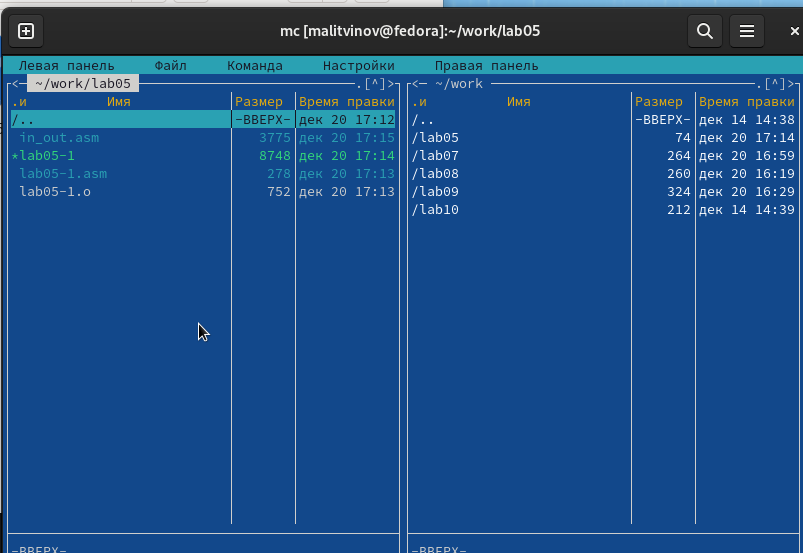 mc [malitvinov@fedora]:~/work/lab05
Левая панель Файл Команда Настройки Правая панель
<— ~/work/lab05 .[^]>
.и Имя Размер Время правки
/.. -ВВЕРХ- дек 20 17:12
in_out.asm 3775 дек 20 17:15
*lab05-1 8748 дек 20 17:14
lab05-1.asm 278 дек 20 17:13
lab05-1.o 752 дек 20 17:13
-ВВЕРХ-
<— ~/work .[^]>
.и Имя Размер Время правки
/.. -ВВЕРХ- дек 14 14:38
/lab05 74 дек 20 17:14
/lab07 264 дек 20 16:59
/lab08 260 дек 20 16:19
/lab09 324 дек 20 16:29
/lab10 212 дек 14 14:39
-ВВЕРХ-